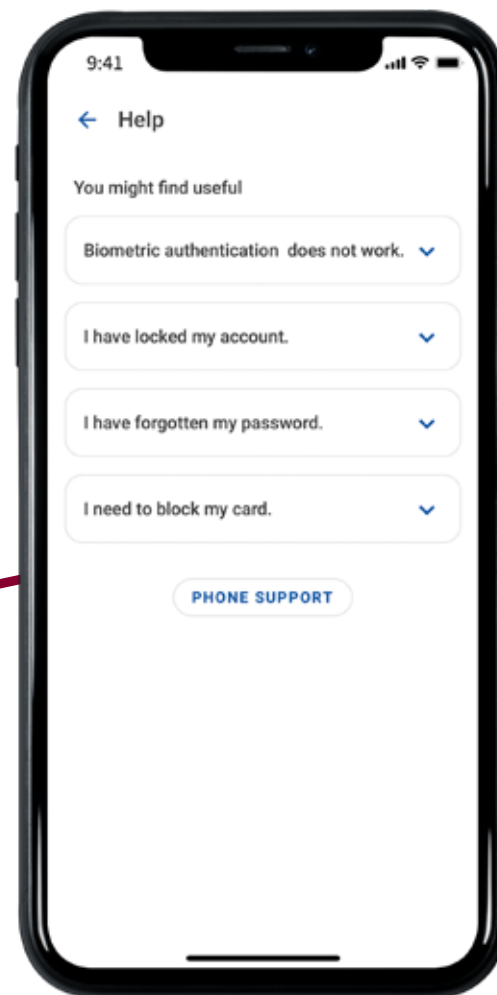 9:41
Help
You might find useful
Biometric authentication does not work.
I have locked my account.
I have forgotten my password.
I need to block my card.
PHONE SUPPORT